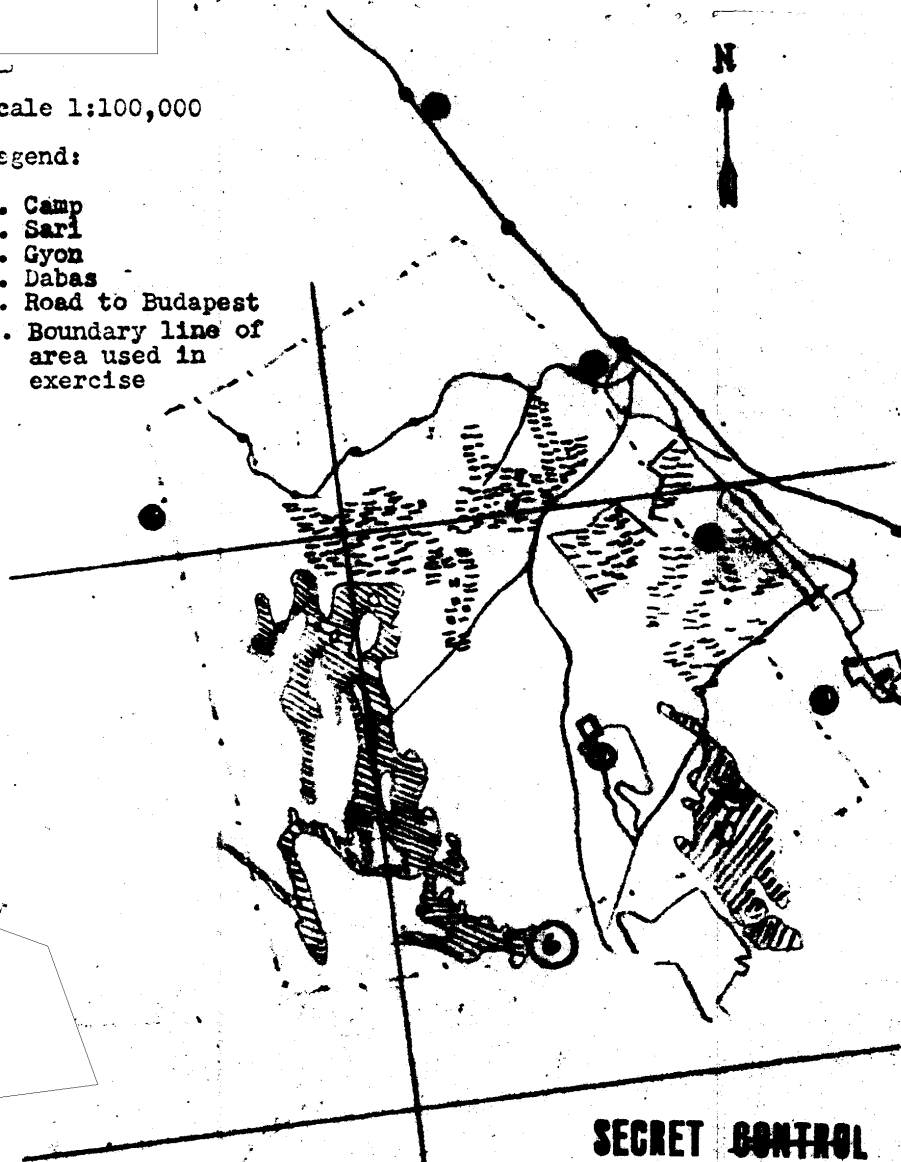 cale 1:100,000
egend:
. Camp
. Sari
. Gyon
. Dabas
. Road to Budapest
. Boundary line of
area used in
exercise
N
SECRET CONTROL